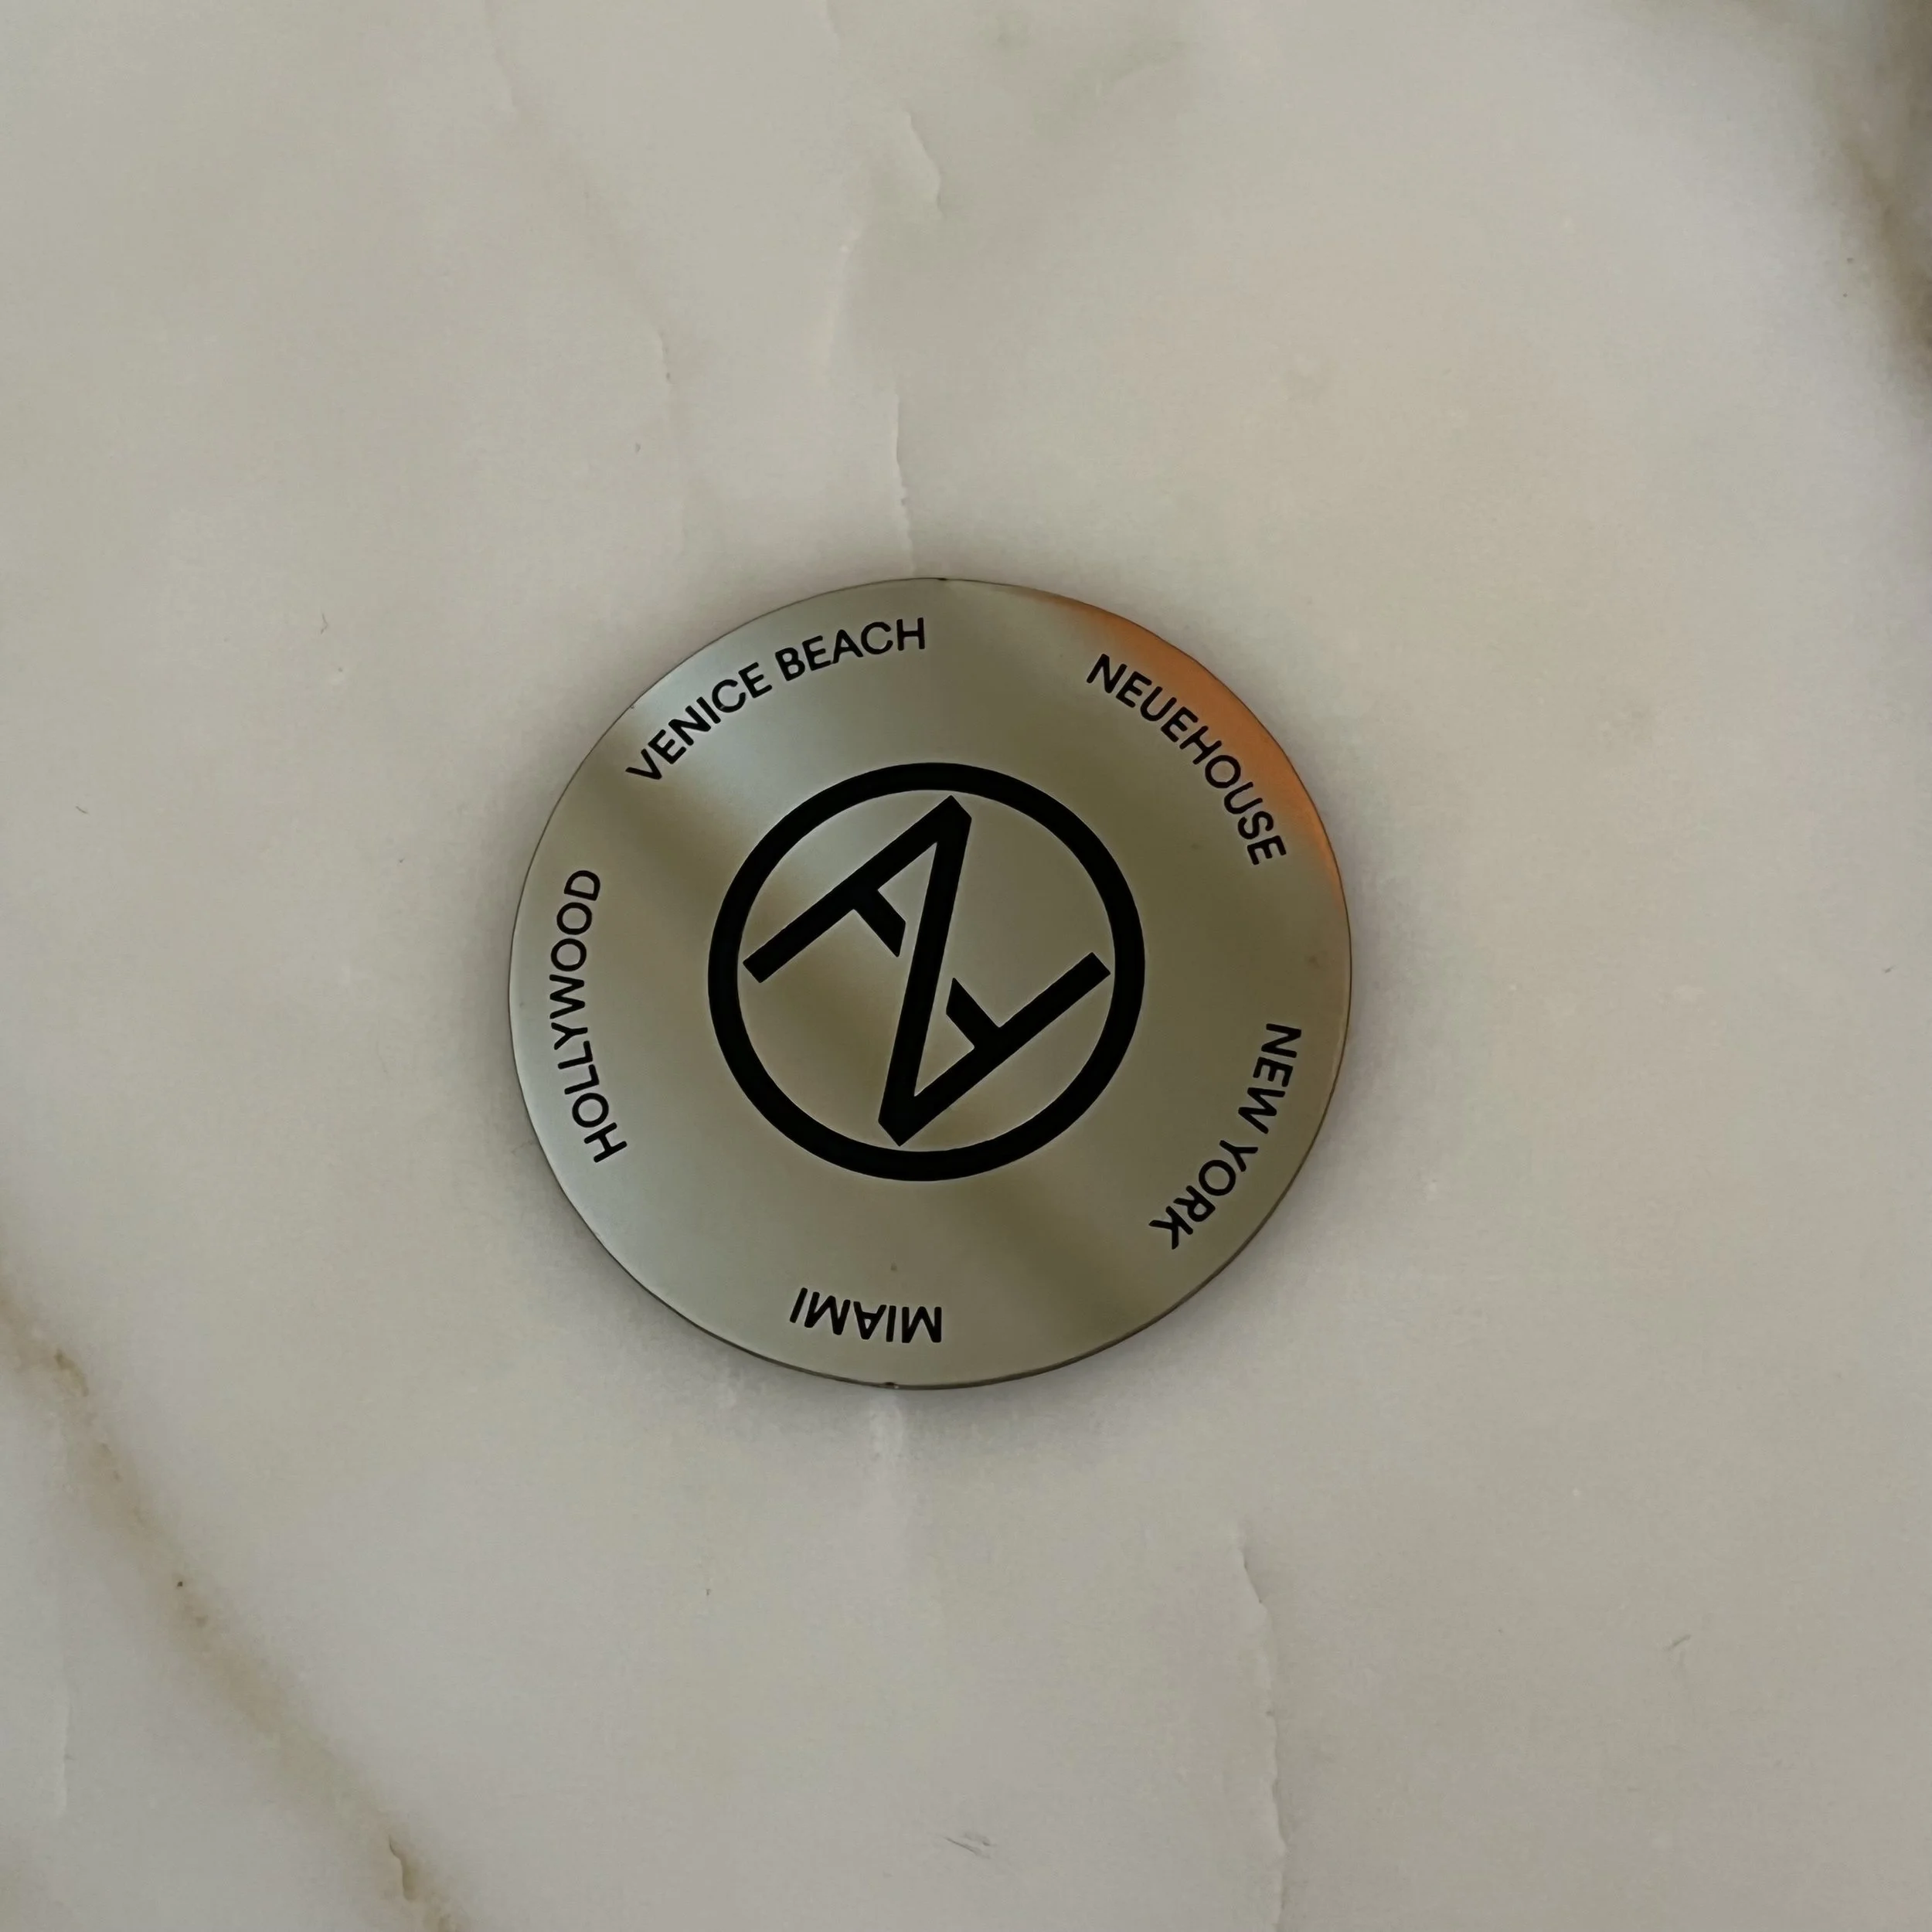 NEUEHOUSE
NEW YORK
MIAMI
HOLLYWOOD
VENICE BEACH